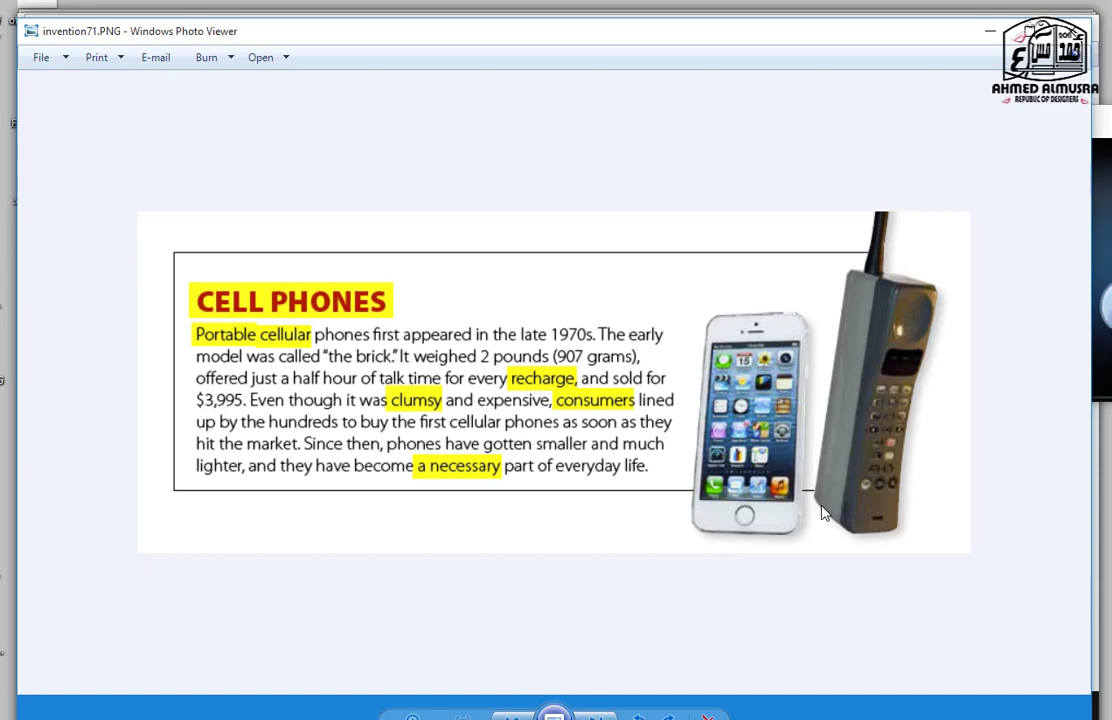 invention71.PNG - Windows Photo Viewer
File Print E-mail Burn Open
AHMED ALMUSRA
REPUBLIC OF DESIGNERS
CELL PHONES
Portable cellular phones first appeared in the late 1970s. The early
model was called “the brick.” It weighed 2 pounds (907 grams),
offered just a half hour of talk time for every recharge, and sold for
$3,995. Even though it was clumsy and expensive, consumers lined
up by the hundreds to buy the first cellular phones as soon as they
hit the market. Since then, phones have gotten smaller and much
lighter, and they have become a necessary part of everyday life.